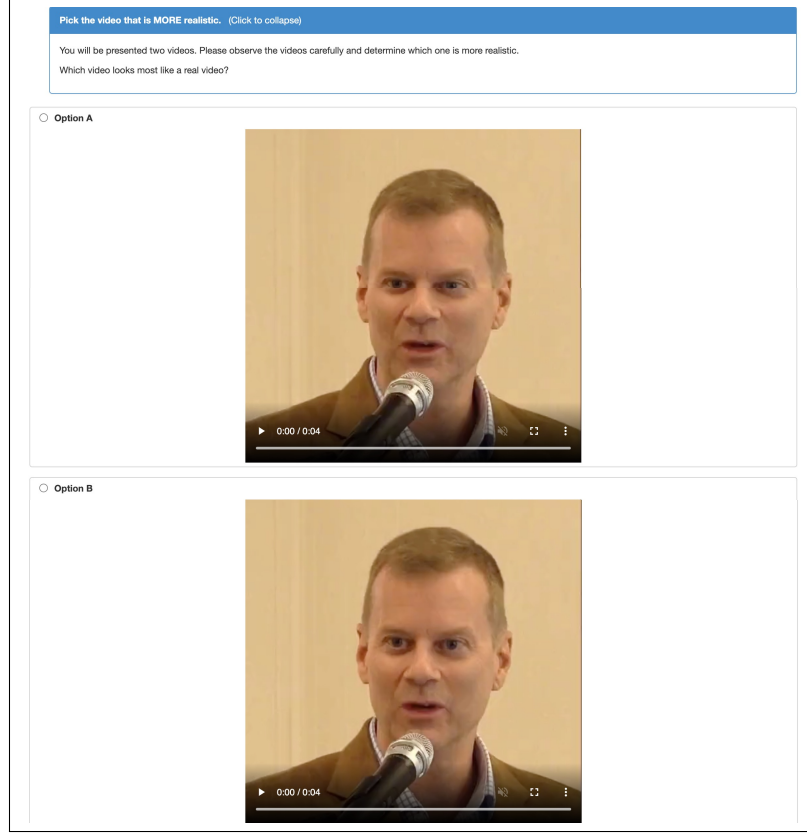 Pick the video that is MORE realistic. (Click to collapse)
You will be presented two videos. Please observe the videos carefully and determine which one is more realistic.
Which video looks most like a real video?
Option A
0:00 / 0:04
Option B
0:00 / 0:04